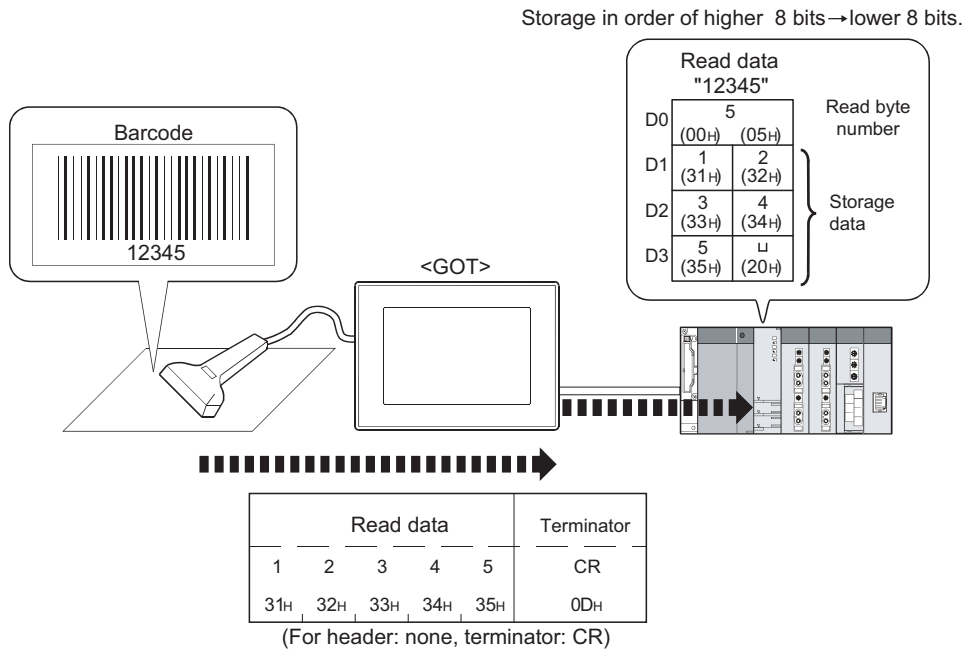 Storage in order of higher 8 bits→lower 8 bits.
Read data
"12345"
D0 5 Read byte
(00H) (05H) number
D1 1 2
(31H) (32H)
D2 3 4 Storage
(33H) (34H) data
D3 5 ⊔
(35H) (20H)
Barcode
12345
<GOT>
Read data Terminator
1 2 3 4 5 CR
31H 32H 33H 34H 35H 0DH
(For header: none, terminator: CR)